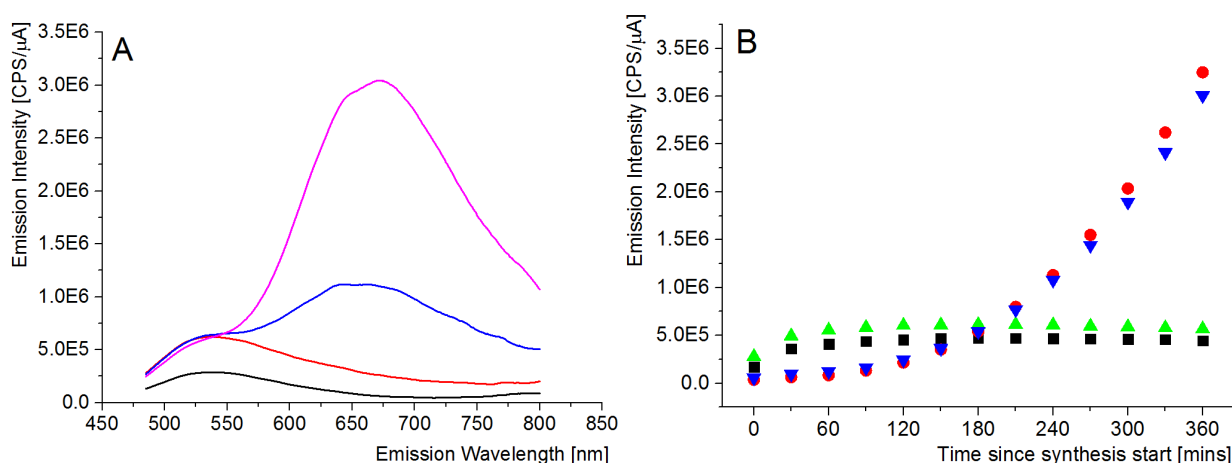 A
Emission Intensity [CPS/μA]
3.5E6
3.0E6
2.5E6
2.0E6
1.5E6
1.0E6
5.0E5
0.0
450 500 550 600 650 700 750 800 850
Emission Wavelength [nm]
B
Emission Intensity [CPS/μA]
3.5E6
3.0E6
2.5E6
2.0E6
1.5E6
1.0E6
5.0E5
0.0
0 60 120 180 240 300 360
Time since synthesis start [mins]